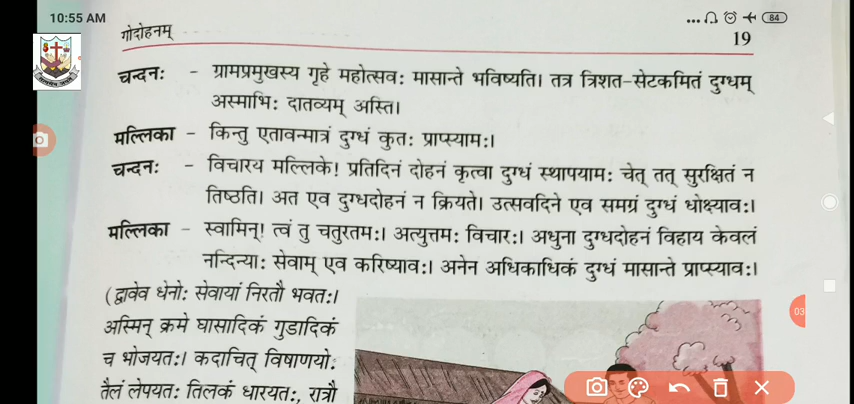 10:55 AM
84
गोदोहनम्
19
चन्दनः - ग्रामप्रमुखस्य गृहे महोत्सवः मासान्ते भविष्यति। तत्र त्रिशत-सेटकमितं दुग्धम्
अस्माभिः दातव्यम् अस्ति।
मल्लिका - किन्तु एतावन्मात्रं दुग्धं कुतः प्राप्स्यामः।
चन्दनः - विचारय मल्लिके! प्रतिदिनं दोहनं कृत्वा दुग्धं स्थापयामः चेत् तत् सुरक्षितं न
तिष्ठति। अत एव दुग्धदोहनं न क्रियते। उत्सवदिने एव समग्रं दुग्धं धोक्ष्यावः।
मल्लिका - स्वामिन्! त्वं तु चतुरतमः। अत्युत्तमः विचारः। अधुना दुग्धदोहनं विहाय केवलं
नन्दिन्याः सेवाम् एव करिष्यावः। अनेन अधिकाधिकं दुग्धं मासान्ते प्राप्स्यावः।
(द्वावेव धेनोः सेवायां निरतौ भवतः।
अस्मिन् क्रमे घासादिकं गुडादिकं
च भोजयतः। कदाचित् विषाणयोः
तैलं लेपयतः तिलकं धारयतः, रात्रौ
03